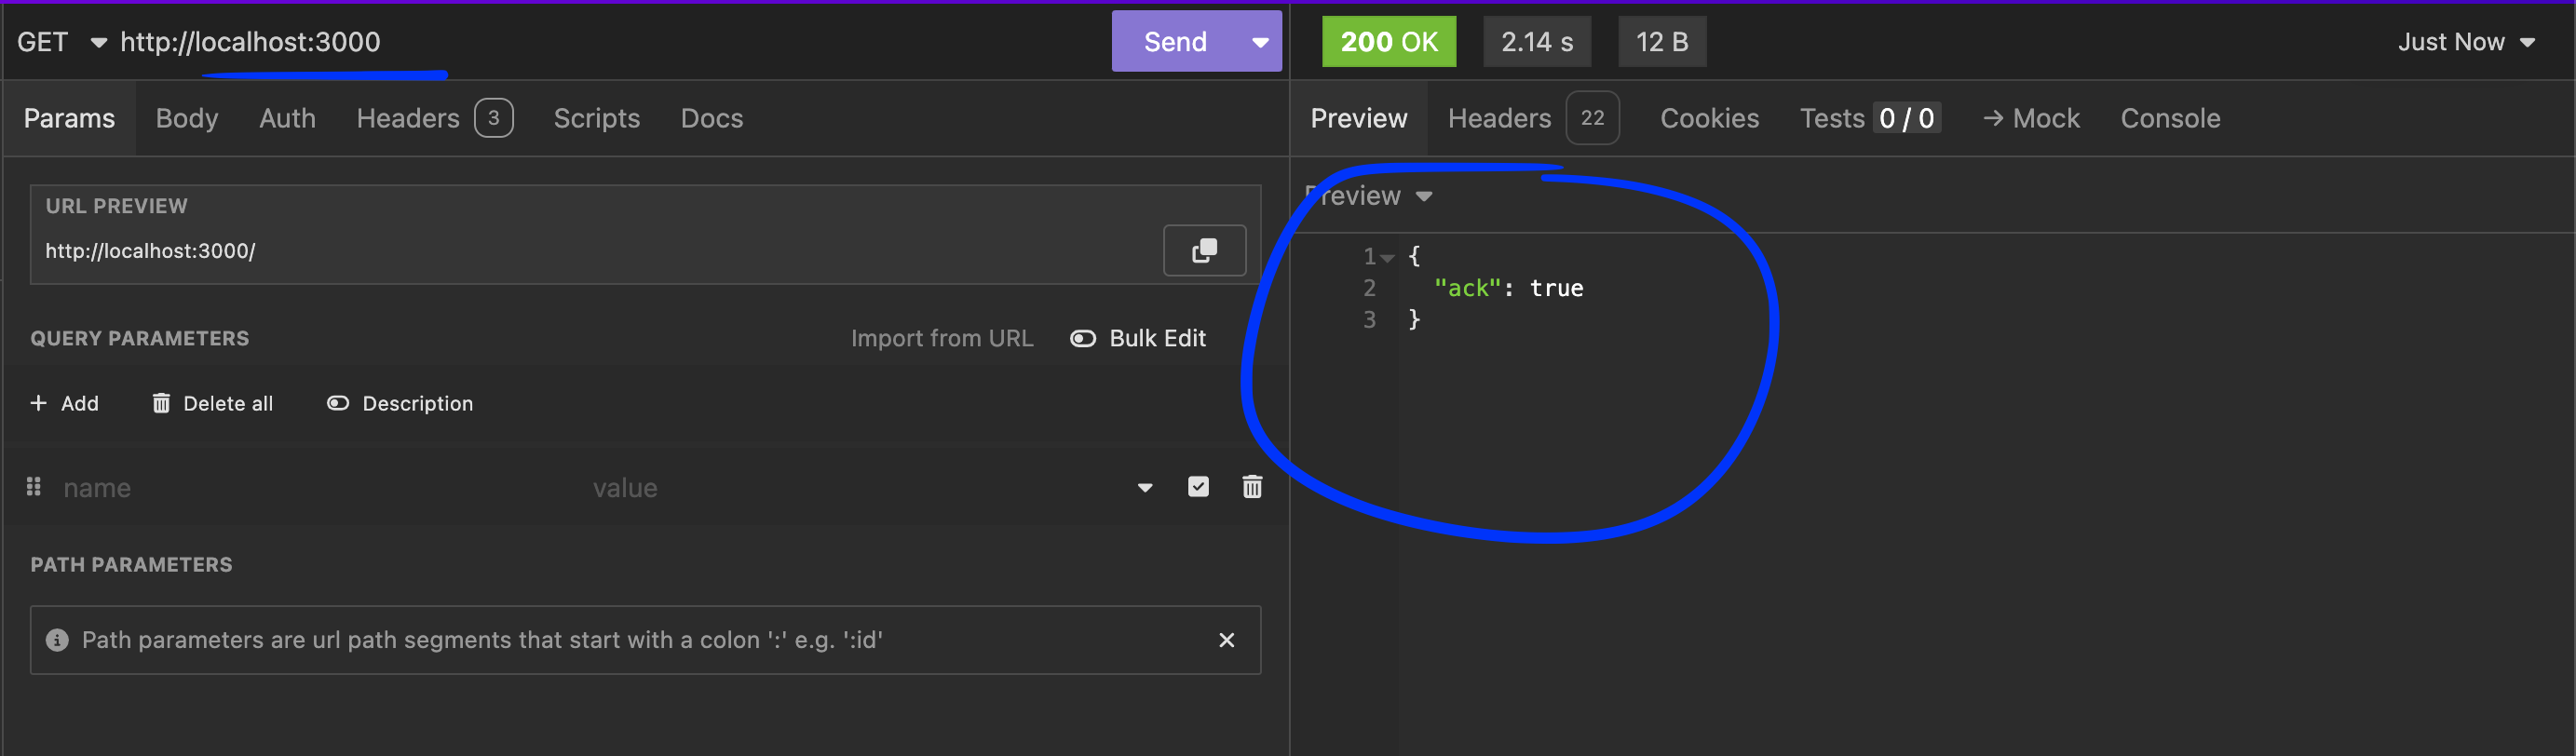 GET http://localhost:3000 Send
200 OK 2.14 s 12 B Just Now
Params Body Auth Headers 3 Scripts Docs
Preview Headers 22 Cookies Tests 0 / 0 → Mock Console
URL PREVIEW
http://localhost:3000/
QUERY PARAMETERS Import from URL Bulk Edit
+ Add Delete all Description
name value
PATH PARAMETERS
Path parameters are url path segments that start with a colon ':' e.g. ':id'
Preview
1 {
2 "ack": true
3 }